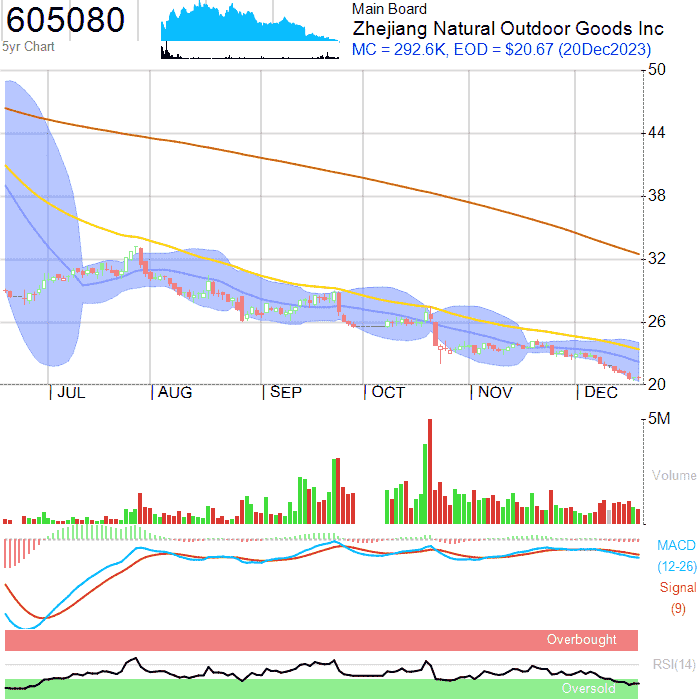 605080
5yr Chart
Main Board
Zhejiang Natural Outdoor Goods Inc
MC = 292.6K, EOD = $20.67 (20Dec2023)
50
44
38
32
26
20
JUL AUG SEP OCT NOV DEC
5M
Volume
MACD
(12-26)
Signal
(9)
Overbought
RSI(14)
Oversold